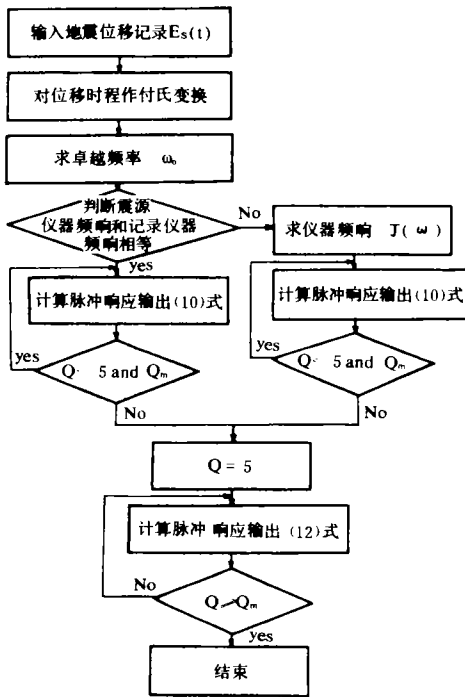 输入地震位移记录Es(t)
对位移时程作付氏变换
求卓越频率 ω₀
判断震源
仪器频响和记录仪器
频响相等
No
求仪器频响 J(ω)
yes
计算脉冲响应输出(10)式
计算脉冲响应输出(10)式
yes
Q 5 and Qm
yes
Q 5 and Qm
No
No
Q = 5
计算脉冲 响应输出(12)式
No
Q > Qm
yes
结束